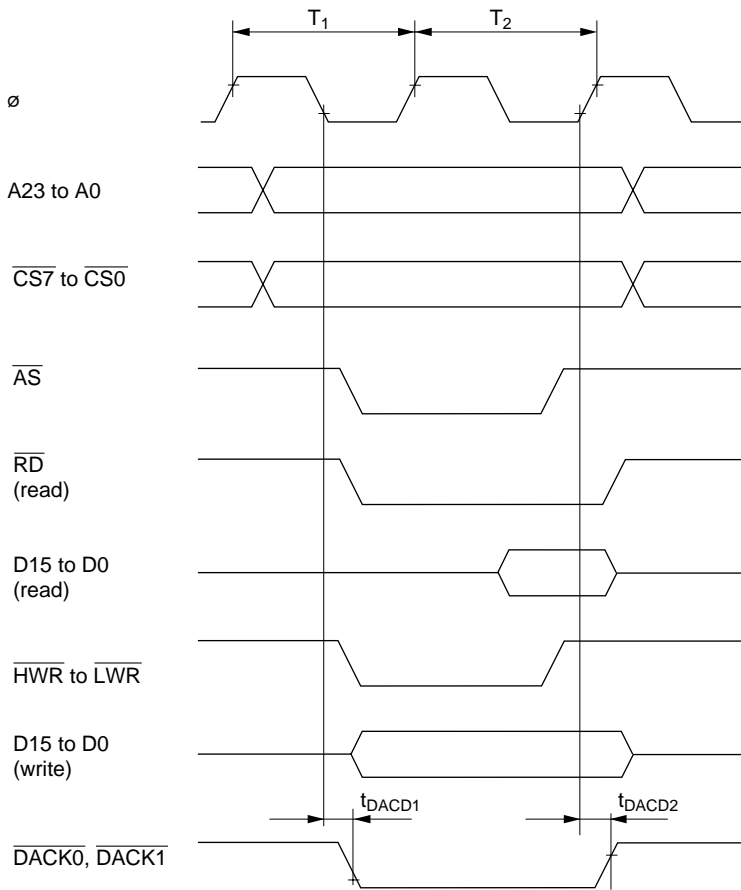 T1
T2
ø
A23 to A0
CS7 to CS0
AS
RD
(read)
D15 to D0
(read)
HWR to LWR
D15 to D0
(write)
tDACD1
tDACD2
DACK0, DACK1